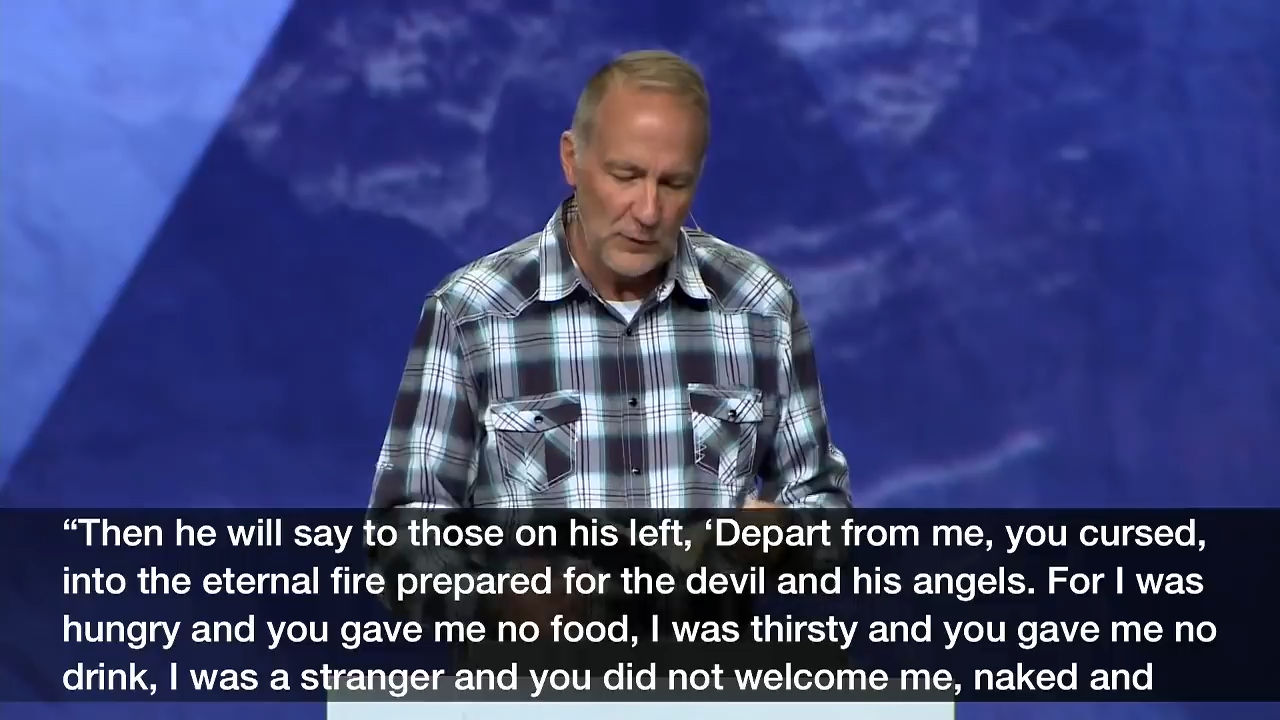 “Then he will say to those on his left, ‘Depart from me, you cursed,
into the eternal fire prepared for the devil and his angels. For I was
hungry and you gave me no food, I was thirsty and you gave me no
drink, I was a stranger and you did not welcome me, naked and